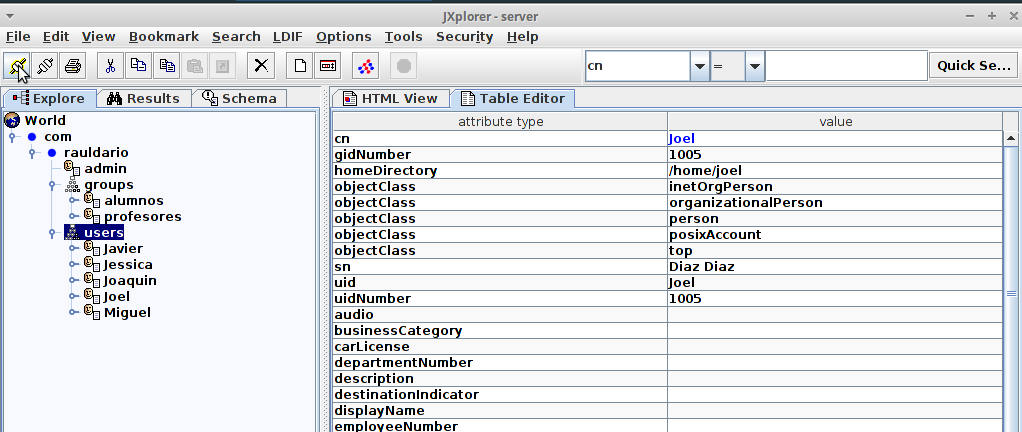 JXplorer - server
File Edit View Bookmark Search LDIF Options Tools Security Help
cn = Quick Se...
Explore Results Schema
HTML View Table Editor
World
com
rauldario
admin
groups
alumnos
profesores
users
Javier
Jessica
Joaquin
Joel
Miguel
attribute type value
cn Joel
gidNumber 1005
homeDirectory /home/joel
objectClass inetOrgPerson
objectClass organizationalPerson
objectClass person
objectClass posixAccount
objectClass top
sn Diaz Diaz
uid Joel
uidNumber 1005
audio
businessCategory
carLicense
departmentNumber
description
destinationIndicator
displayName
employeeNumber